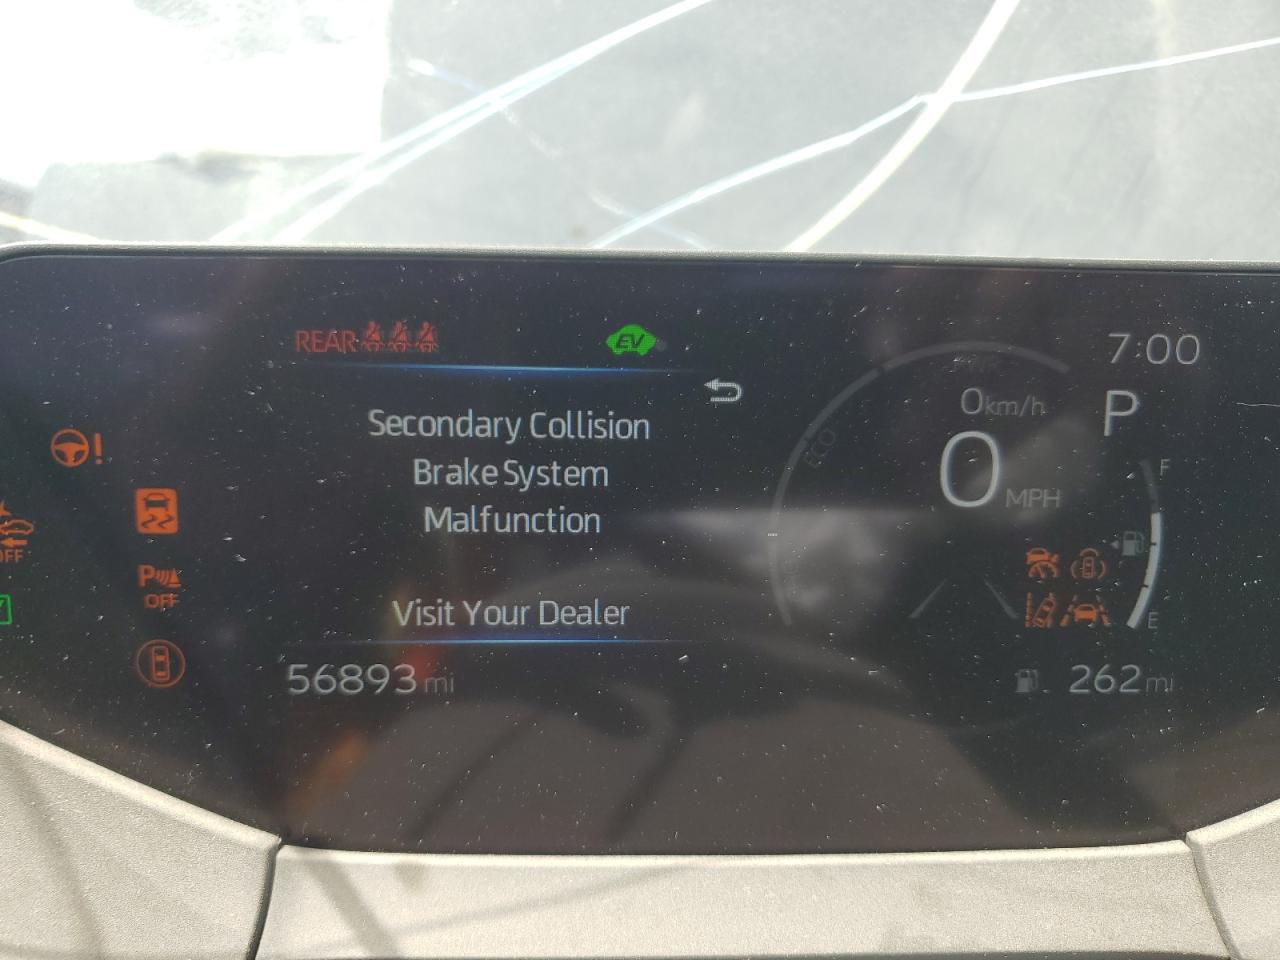 REAR
EV
7:00
Secondary Collision
Brake System
Malfunction
Visit Your Dealer
56893 mi
P OFF
OFF
ECO
PWR
0 km/h
0 MPH
P
F
E
262 mi